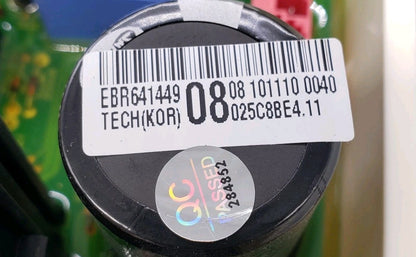 EBR641449 08 08 101110 0040
TECH(KOR) 025C8BE4.11
QC
PASSED
284852